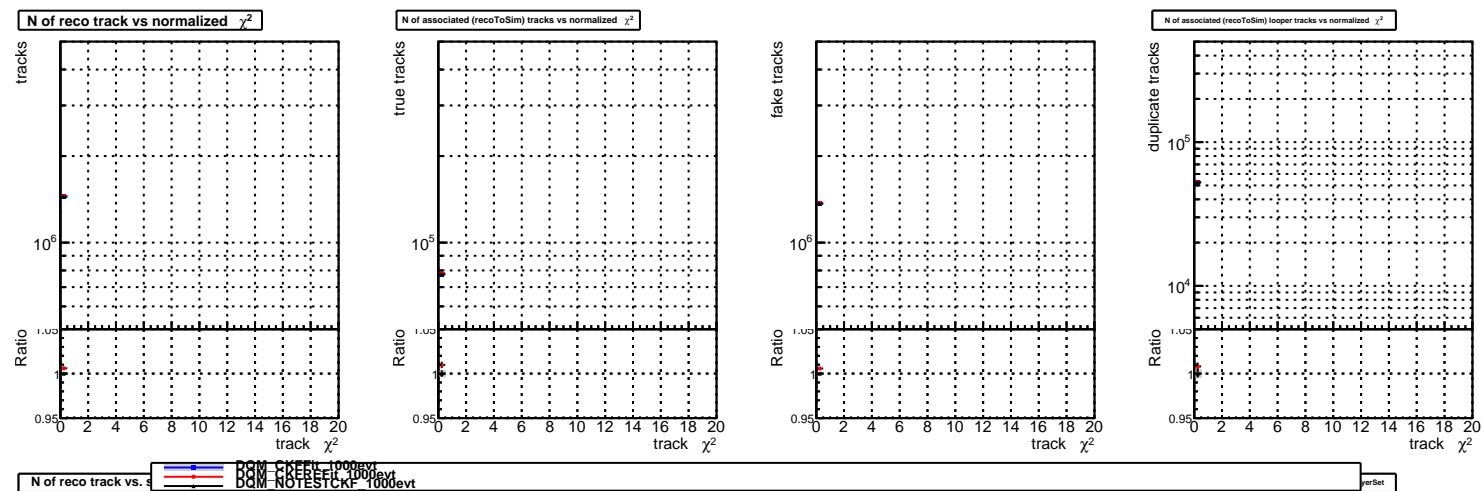 N of reco track vs normalized χ²
tracks
10⁶
Ratio
1.05
1
0.95
0 2 4 6 8 10 12 14 16 18 20
track χ²
N of associated (recoToSim) tracks vs normalized χ²
true tracks
10⁵
Ratio
1.05
1
0.95
0 2 4 6 8 10 12 14 16 18 20
track χ²
fake tracks
10⁶
Ratio
1.05
1
0.95
0 2 4 6 8 10 12 14 16 18 20
track χ²
N of associated (recoToSim) looper tracks vs normalized χ²
duplicate tracks
10⁵
10⁴
Ratio
1.05
1
0.95
0 2 4 6 8 10 12 14 16 18 20
track χ²
DQM_CKFFit_1000evt
DQM_CKFREFit_1000evt
DQM_NOTESTCKF_1000evt
N of reco track vs. s
yerSet